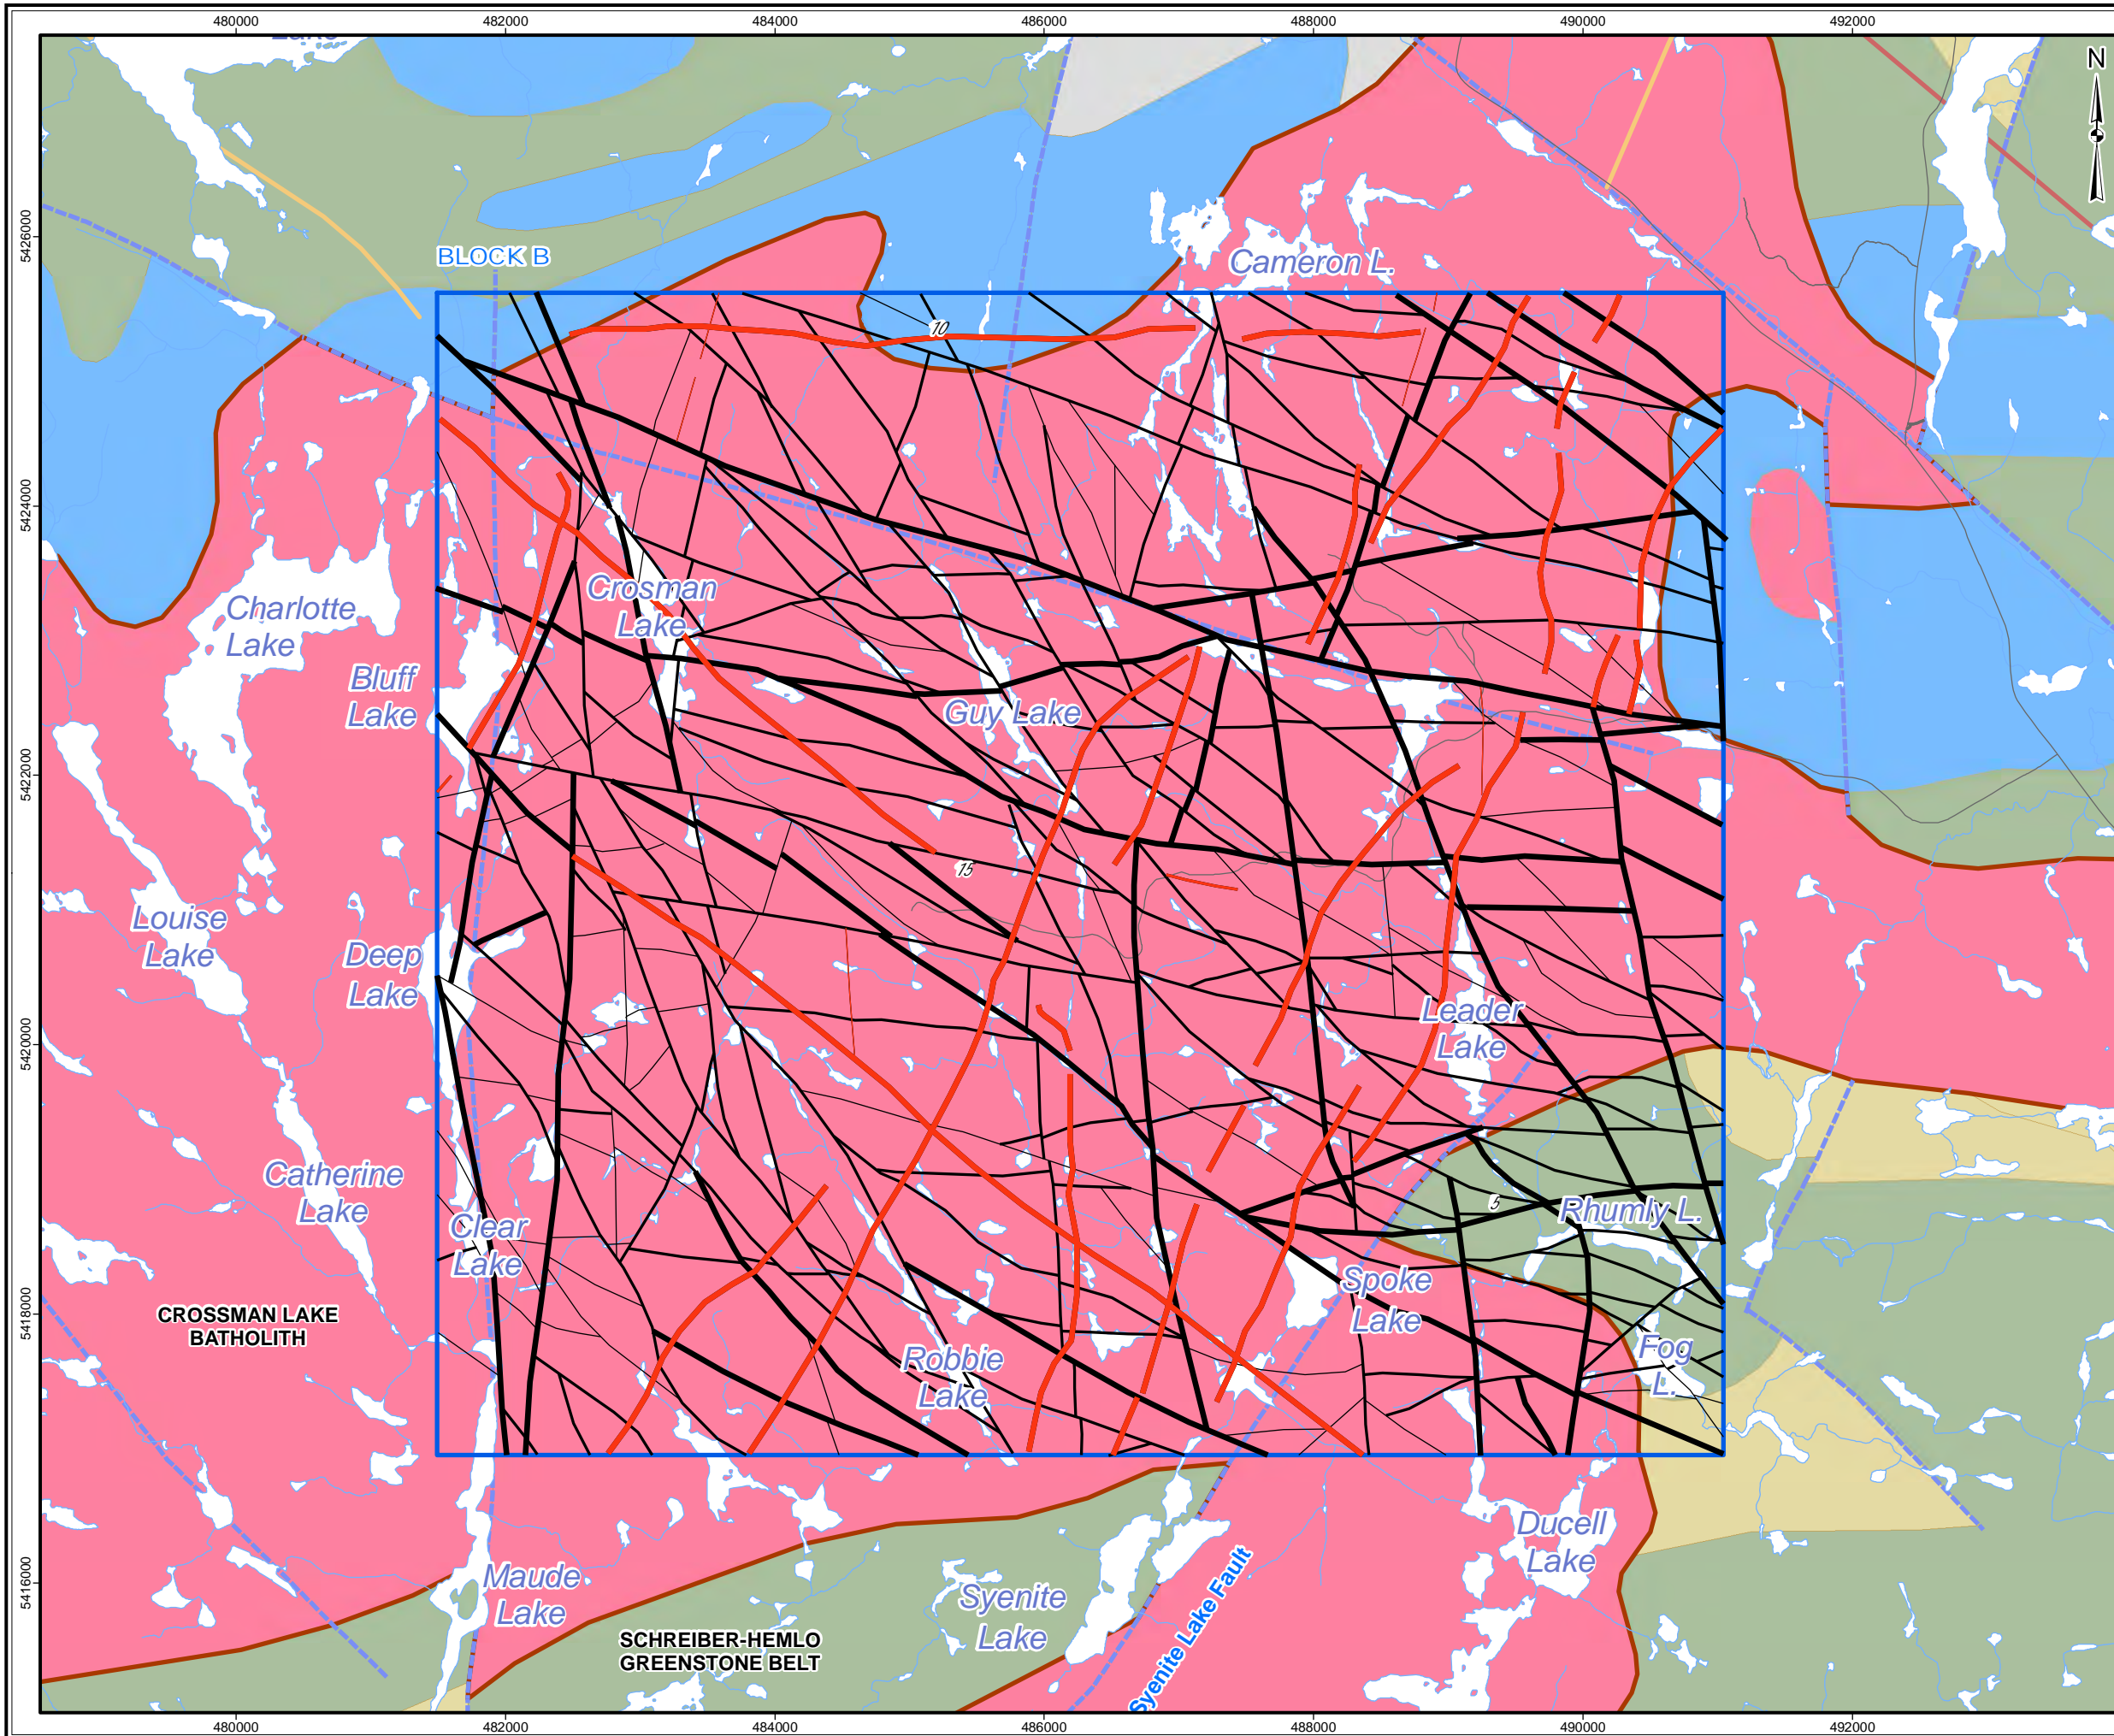 480000
482000
484000
486000
488000
490000
492000
N
5426000
5424000
5422000
5420000
5418000
5416000
BLOCK B
Cameron L.
10
Charlotte
Lake
Crosman
Lake
Bluff
Lake
Guy Lake
15
Louise
Lake
Deep
Lake
Leader
Lake
Catherine
Lake
Clear
Lake
5
Rhumly L.
Spoke
Lake
CROSSMAN LAKE
BATHOLITH
Robbie
Lake
Fog
L.
Ducell
Lake
Maude
Lake
Syenite
Lake
Syenite Lake Fault
SCHREIBER-HEMLO
GREENSTONE BELT
480000
482000
484000
486000
488000
490000
492000